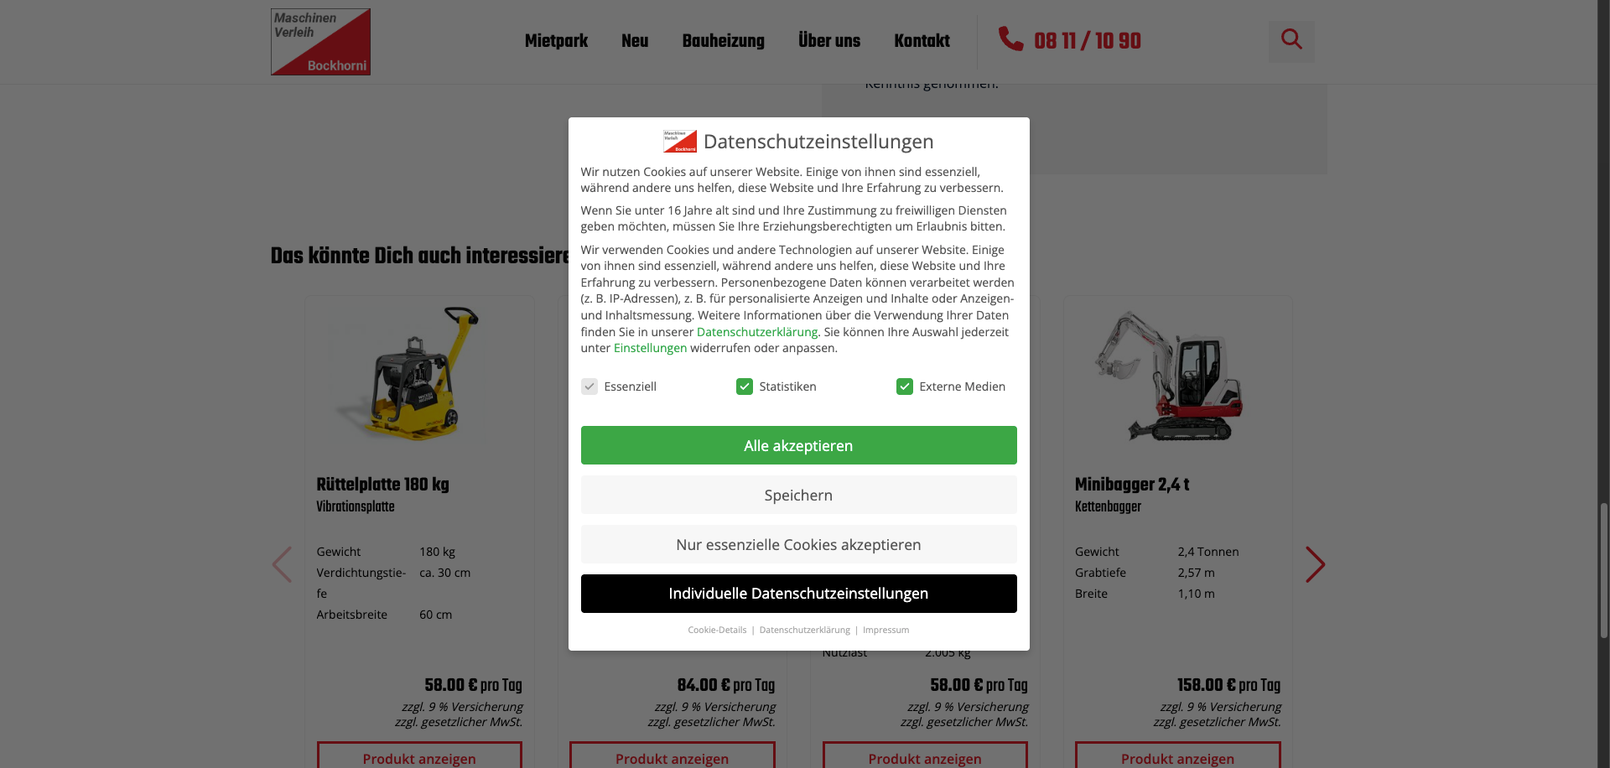 Maschinen
Verleih
Bockhorni
Mietpark
Neu
Bauheizung
Über uns
Kontakt
08 11 / 10 90
Kenntnis genommen.
Datenschutzeinstellungen
Wir nutzen Cookies auf unserer Website. Einige von ihnen sind essenziell,
während andere uns helfen, diese Website und Ihre Erfahrung zu verbessern.
Wenn Sie unter 16 Jahre alt sind und Ihre Zustimmung zu freiwilligen Diensten
geben möchten, müssen Sie Ihre Erziehungsberechtigten um Erlaubnis bitten.
Wir verwenden Cookies und andere Technologien auf unserer Website. Einige
von ihnen sind essenziell, während andere uns helfen, diese Website und Ihre
Erfahrung zu verbessern. Personenbezogene Daten können verarbeitet werden
(z. B. IP-Adressen), z. B. für personalisierte Anzeigen und Inhalte oder Anzeigen-
und Inhaltsmessung. Weitere Informationen über die Verwendung Ihrer Daten
finden Sie in unserer Datenschutzerklärung. Sie können Ihre Auswahl jederzeit
unter Einstellungen widerrufen oder anpassen.
Essenziell
Statistiken
Externe Medien
Alle akzeptieren
Speichern
Nur essenzielle Cookies akzeptieren
Individuelle Datenschutzeinstellungen
Cookie-Details | Datenschutzerklärung | Impressum
Das könnte Dich auch interessiere
Rüttelplatte 180 kg
Vibrationsplatte
Gewicht 180 kg
Verdichtungstie- ca. 30 cm
fe
Arbeitsbreite 60 cm
58.00 € pro Tag
zzgl. 9 % Versicherung
zzgl. gesetzlicher MwSt.
Produkt anzeigen
84.00 € pro Tag
zzgl. 9 % Versicherung
zzgl. gesetzlicher MwSt.
Produkt anzeigen
Nutzlast 2.005 kg
58.00 € pro Tag
zzgl. 9 % Versicherung
zzgl. gesetzlicher MwSt.
Produkt anzeigen
Minibagger 2,4 t
Kettenbagger
Gewicht 2,4 Tonnen
Grabtiefe 2,57 m
Breite 1,10 m
158.00 € pro Tag
zzgl. 9 % Versicherung
zzgl. gesetzlicher MwSt.
Produkt anzeigen